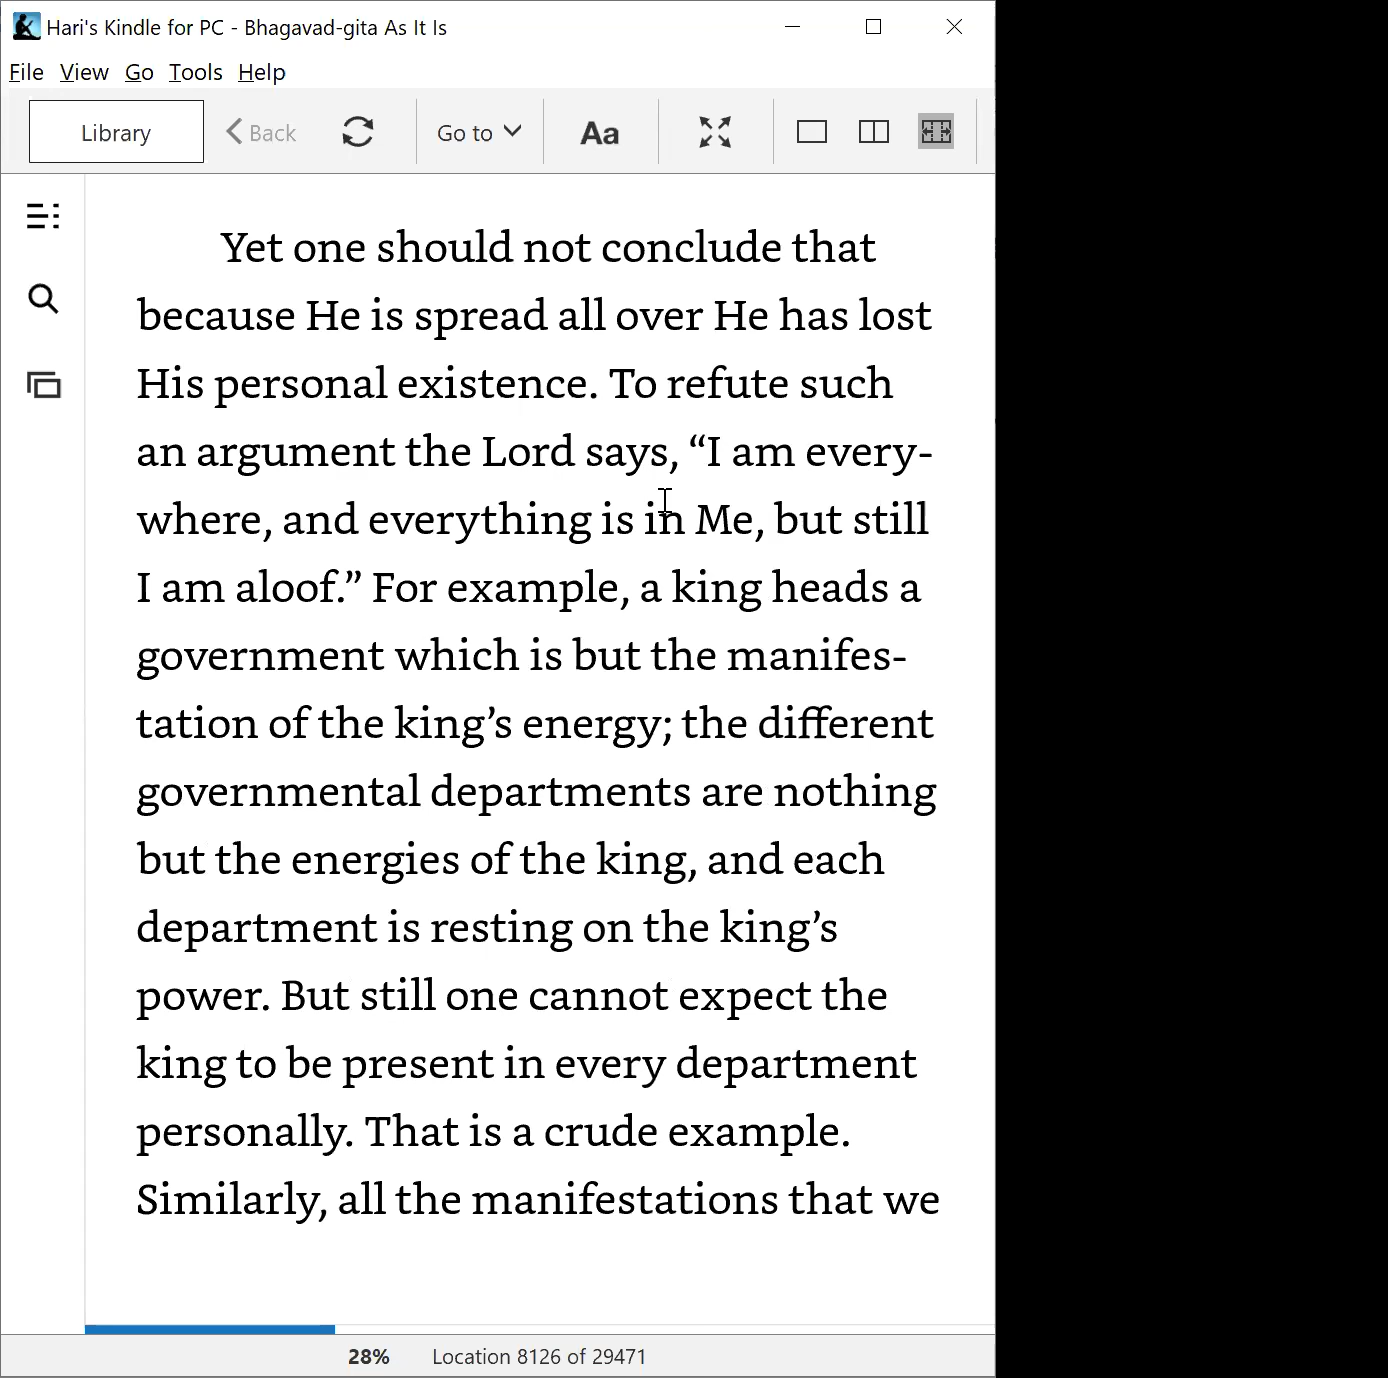 Hari's Kindle for PC - Bhagavad-gita As It Is
File View Go Tools Help
Library Back Go to Aa
Yet one should not conclude that
because He is spread all over He has lost
His personal existence. To refute such
an argument the Lord says, “I am every-
where, and everything is in Me, but still
I am aloof.” For example, a king heads a
government which is but the manifes-
tation of the king’s energy; the different
governmental departments are nothing
but the energies of the king, and each
department is resting on the king’s
power. But still one cannot expect the
king to be present in every department
personally. That is a crude example.
Similarly, all the manifestations that we
28% Location 8126 of 29471